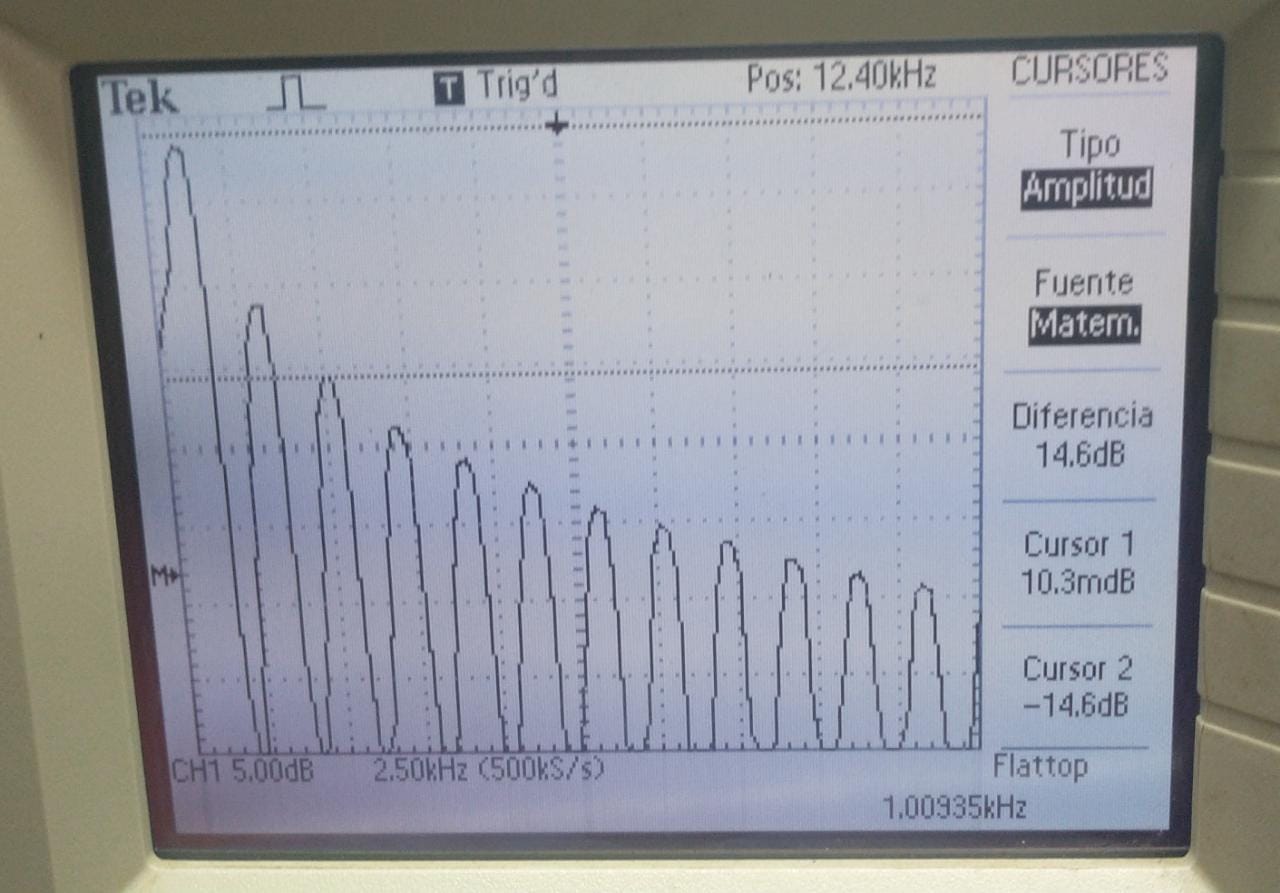 Tek T Trig'd Pos: 12.40kHz CURSORES
Tipo
Amplitud
Fuente
Matem.
Diferencia
14.6dB
M
Cursor 1
10.3mdB
Cursor 2
-14.6dB
CH1 5.00dB 2.50kHz (500kS/s) Flattop
1.00935kHz